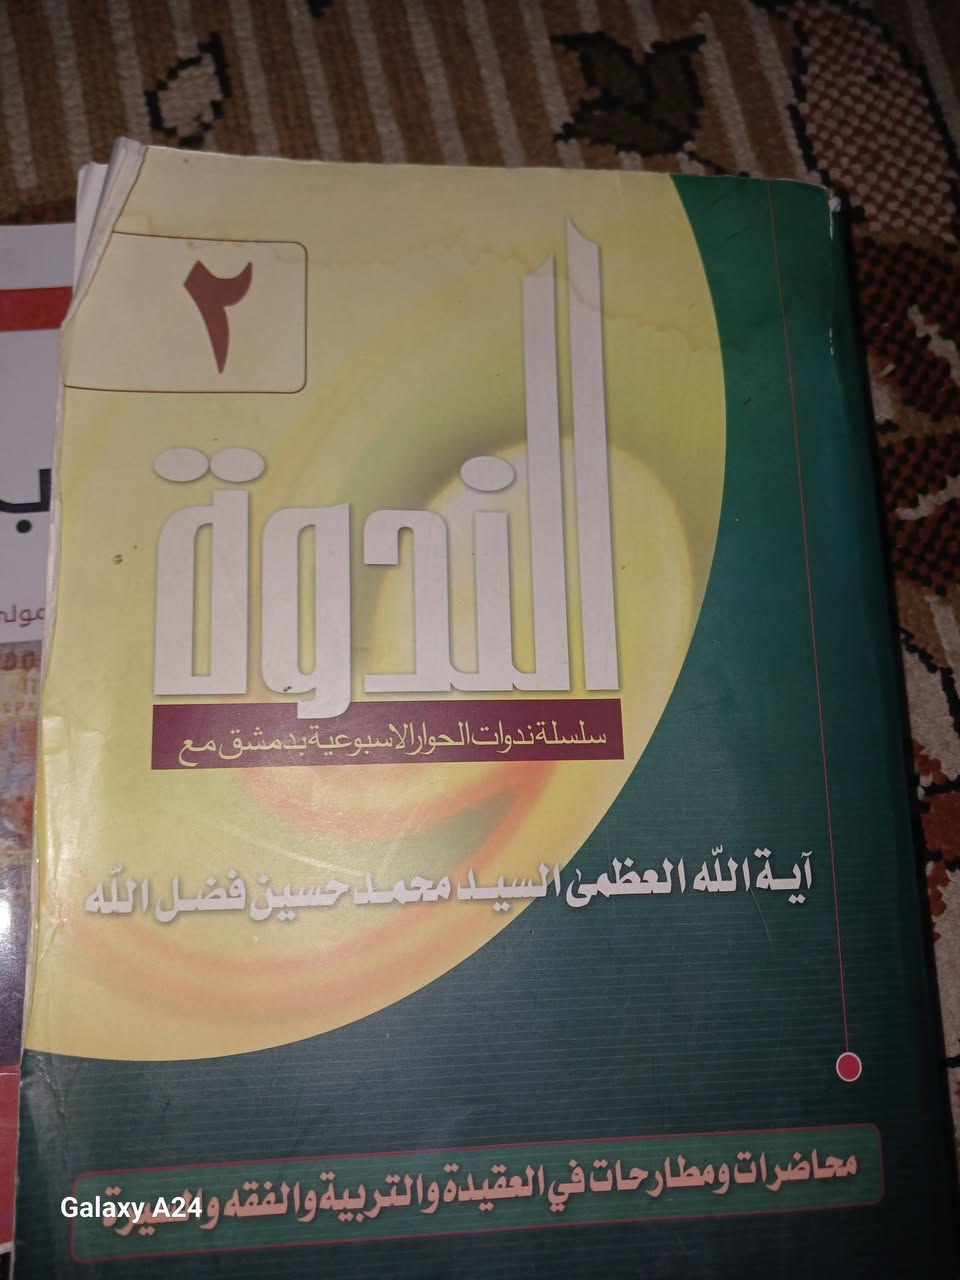 ٢
الندوة
سلسلة ندوات الحوار الاسبوعية بدمشق مع
آية الله العظمى السيد محمد حسين فضل الله
محاضرات ومطارحات في العقيدة والتربية والفقه والسيرة
Galaxy A24